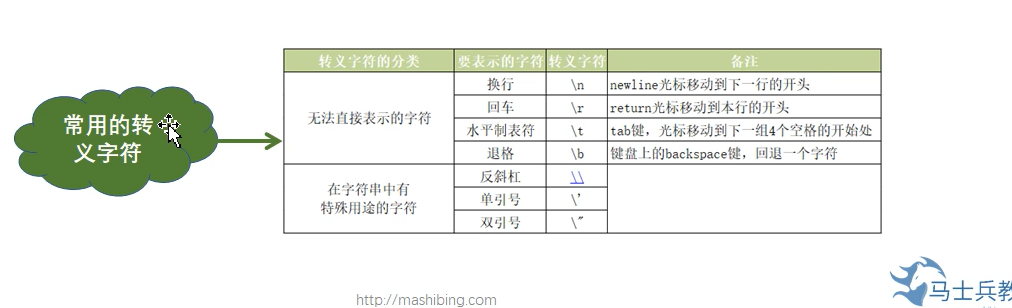 常用的转
义字符
转义字符的分类 要表示的字符 转义字符 备注
无法直接表示的字符
换行 \n newline光标移动到下一行的开头
回车 \r return光标移动到本行的开头
水平制表符 \t tab键，光标移动到下一组4个空格的开始处
退格 \b 键盘上的backspace键，回退一个字符
在字符串中有
特殊用途的字符
反斜杠 \\
单引号 \'
双引号 \"
http://mashibing.com
马士兵教